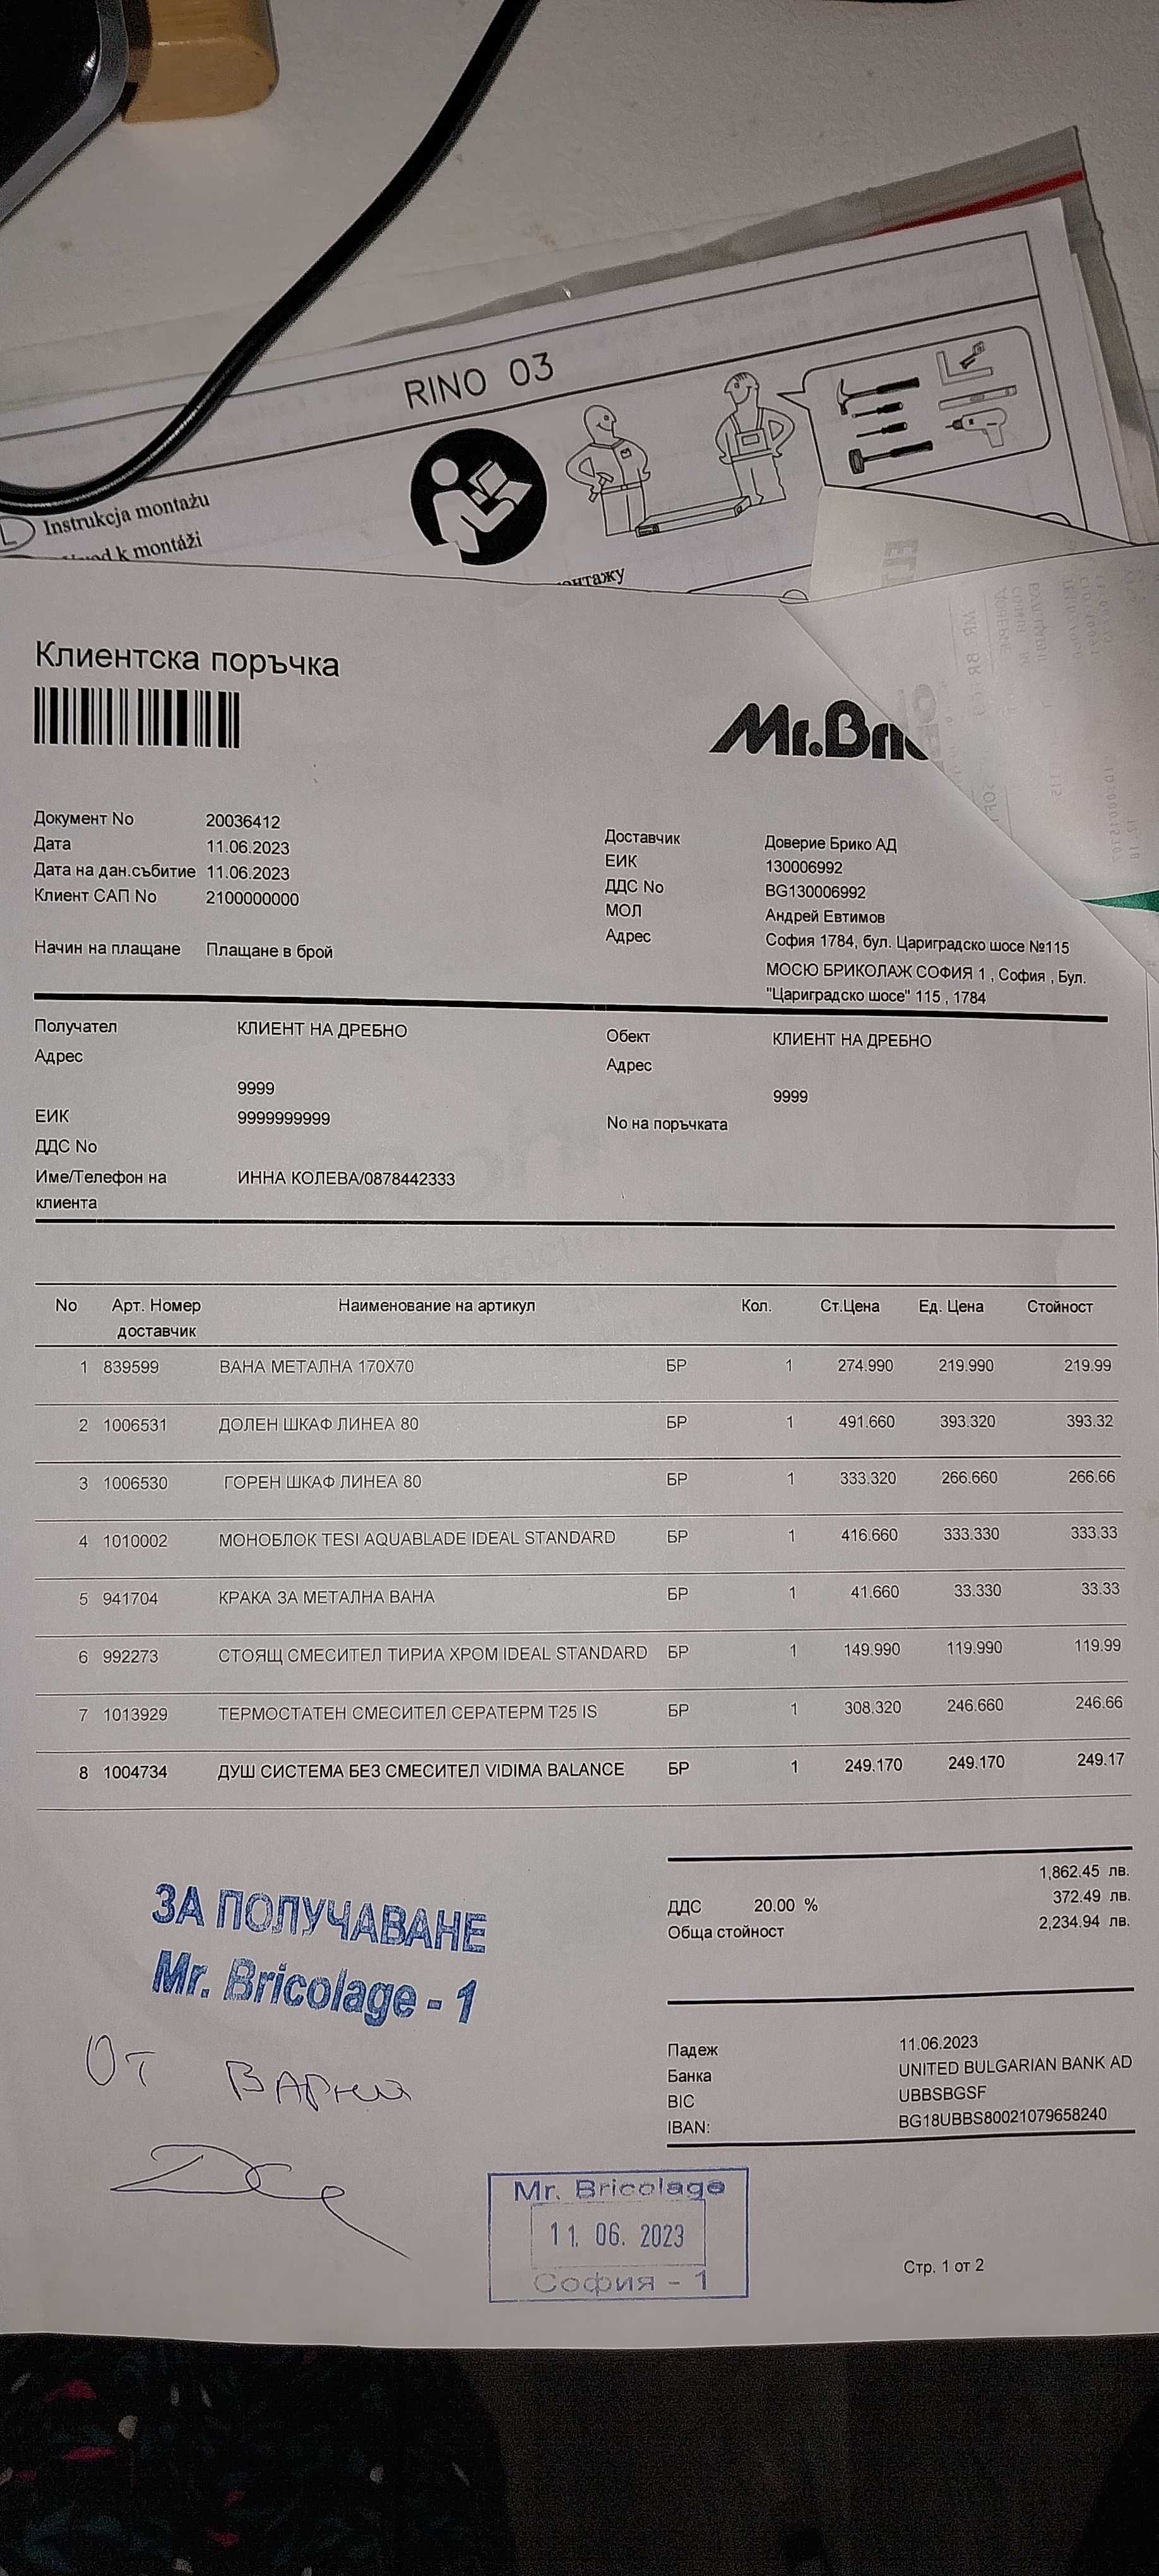 RINO 03
Instrukcja montażu
k montáži
Клиентска поръчка
Mr.Bri
Документ No 20036412
Дата 11.06.2023
Дата на дан.събитие 11.06.2023
Клиент САП No 2100000000
Начин на плащане Плащане в брой
Доставчик Доверие Брико АД
ЕИК 130006992
ДДС No BG130006992
МОЛ Андрей Евтимов
Адрес София 1784, бул. Цариградско шосе №115
МОСЮ БРИКОЛАЖ СОФИЯ 1 , София , Бул.
"Цариградско шосе" 115 , 1784
Получател КЛИЕНТ НА ДРЕБНО
Адрес
9999
ЕИК 9999999999
ДДС No
Име/Телефон на ИННА КОЛЕВА/0878442333
клиента
Обект КЛИЕНТ НА ДРЕБНО
Адрес
9999
No на поръчката
No Арт. Номер Наименование на артикул Кол. Ст.Цена Ед. Цена Стойност
доставчик
1 839599 ВАНА МЕТАЛНА 170X70 БР 1 274.990 219.990 219.99
2 1006531 ДОЛЕН ШКАФ ЛИНЕА 80 БР 1 491.660 393.320 393.32
3 1006530 ГОРЕН ШКАФ ЛИНЕА 80 БР 1 333.320 266.660 266.66
4 1010002 МОНОБЛОК TESI AQUABLADE IDEAL STANDARD БР 1 416.660 333.330 333.33
5 941704 КРАКА ЗА МЕТАЛНА ВАНА БР 1 41.660 33.330 33.33
6 992273 СТОЯЩ СМЕСИТЕЛ ТИРИА ХРОМ IDEAL STANDARD БР 1 149.990 119.990 119.99
7 1013929 ТЕРМОСТАТЕН СМЕСИТЕЛ СЕРАТЕРМ Т25 IS БР 1 308.320 246.660 246.66
8 1004734 ДУШ СИСТЕМА БЕЗ СМЕСИТЕЛ VIDIMA BALANCE БР 1 249.170 249.170 249.17
1,862.45 лв.
ДДС 20.00 % 372.49 лв.
Обща стойност 2,234.94 лв.
ЗА ПОЛУЧАВАНЕ
Mr. Bricolage - 1
От Варна
Падеж 11.06.2023
Банка UNITED BULGARIAN BANK AD
BIC UBBSBGSF
IBAN: BG18UBBS80021079658240
Mr. Bricolage
11. 06. 2023
София - 1
Стр. 1 от 2